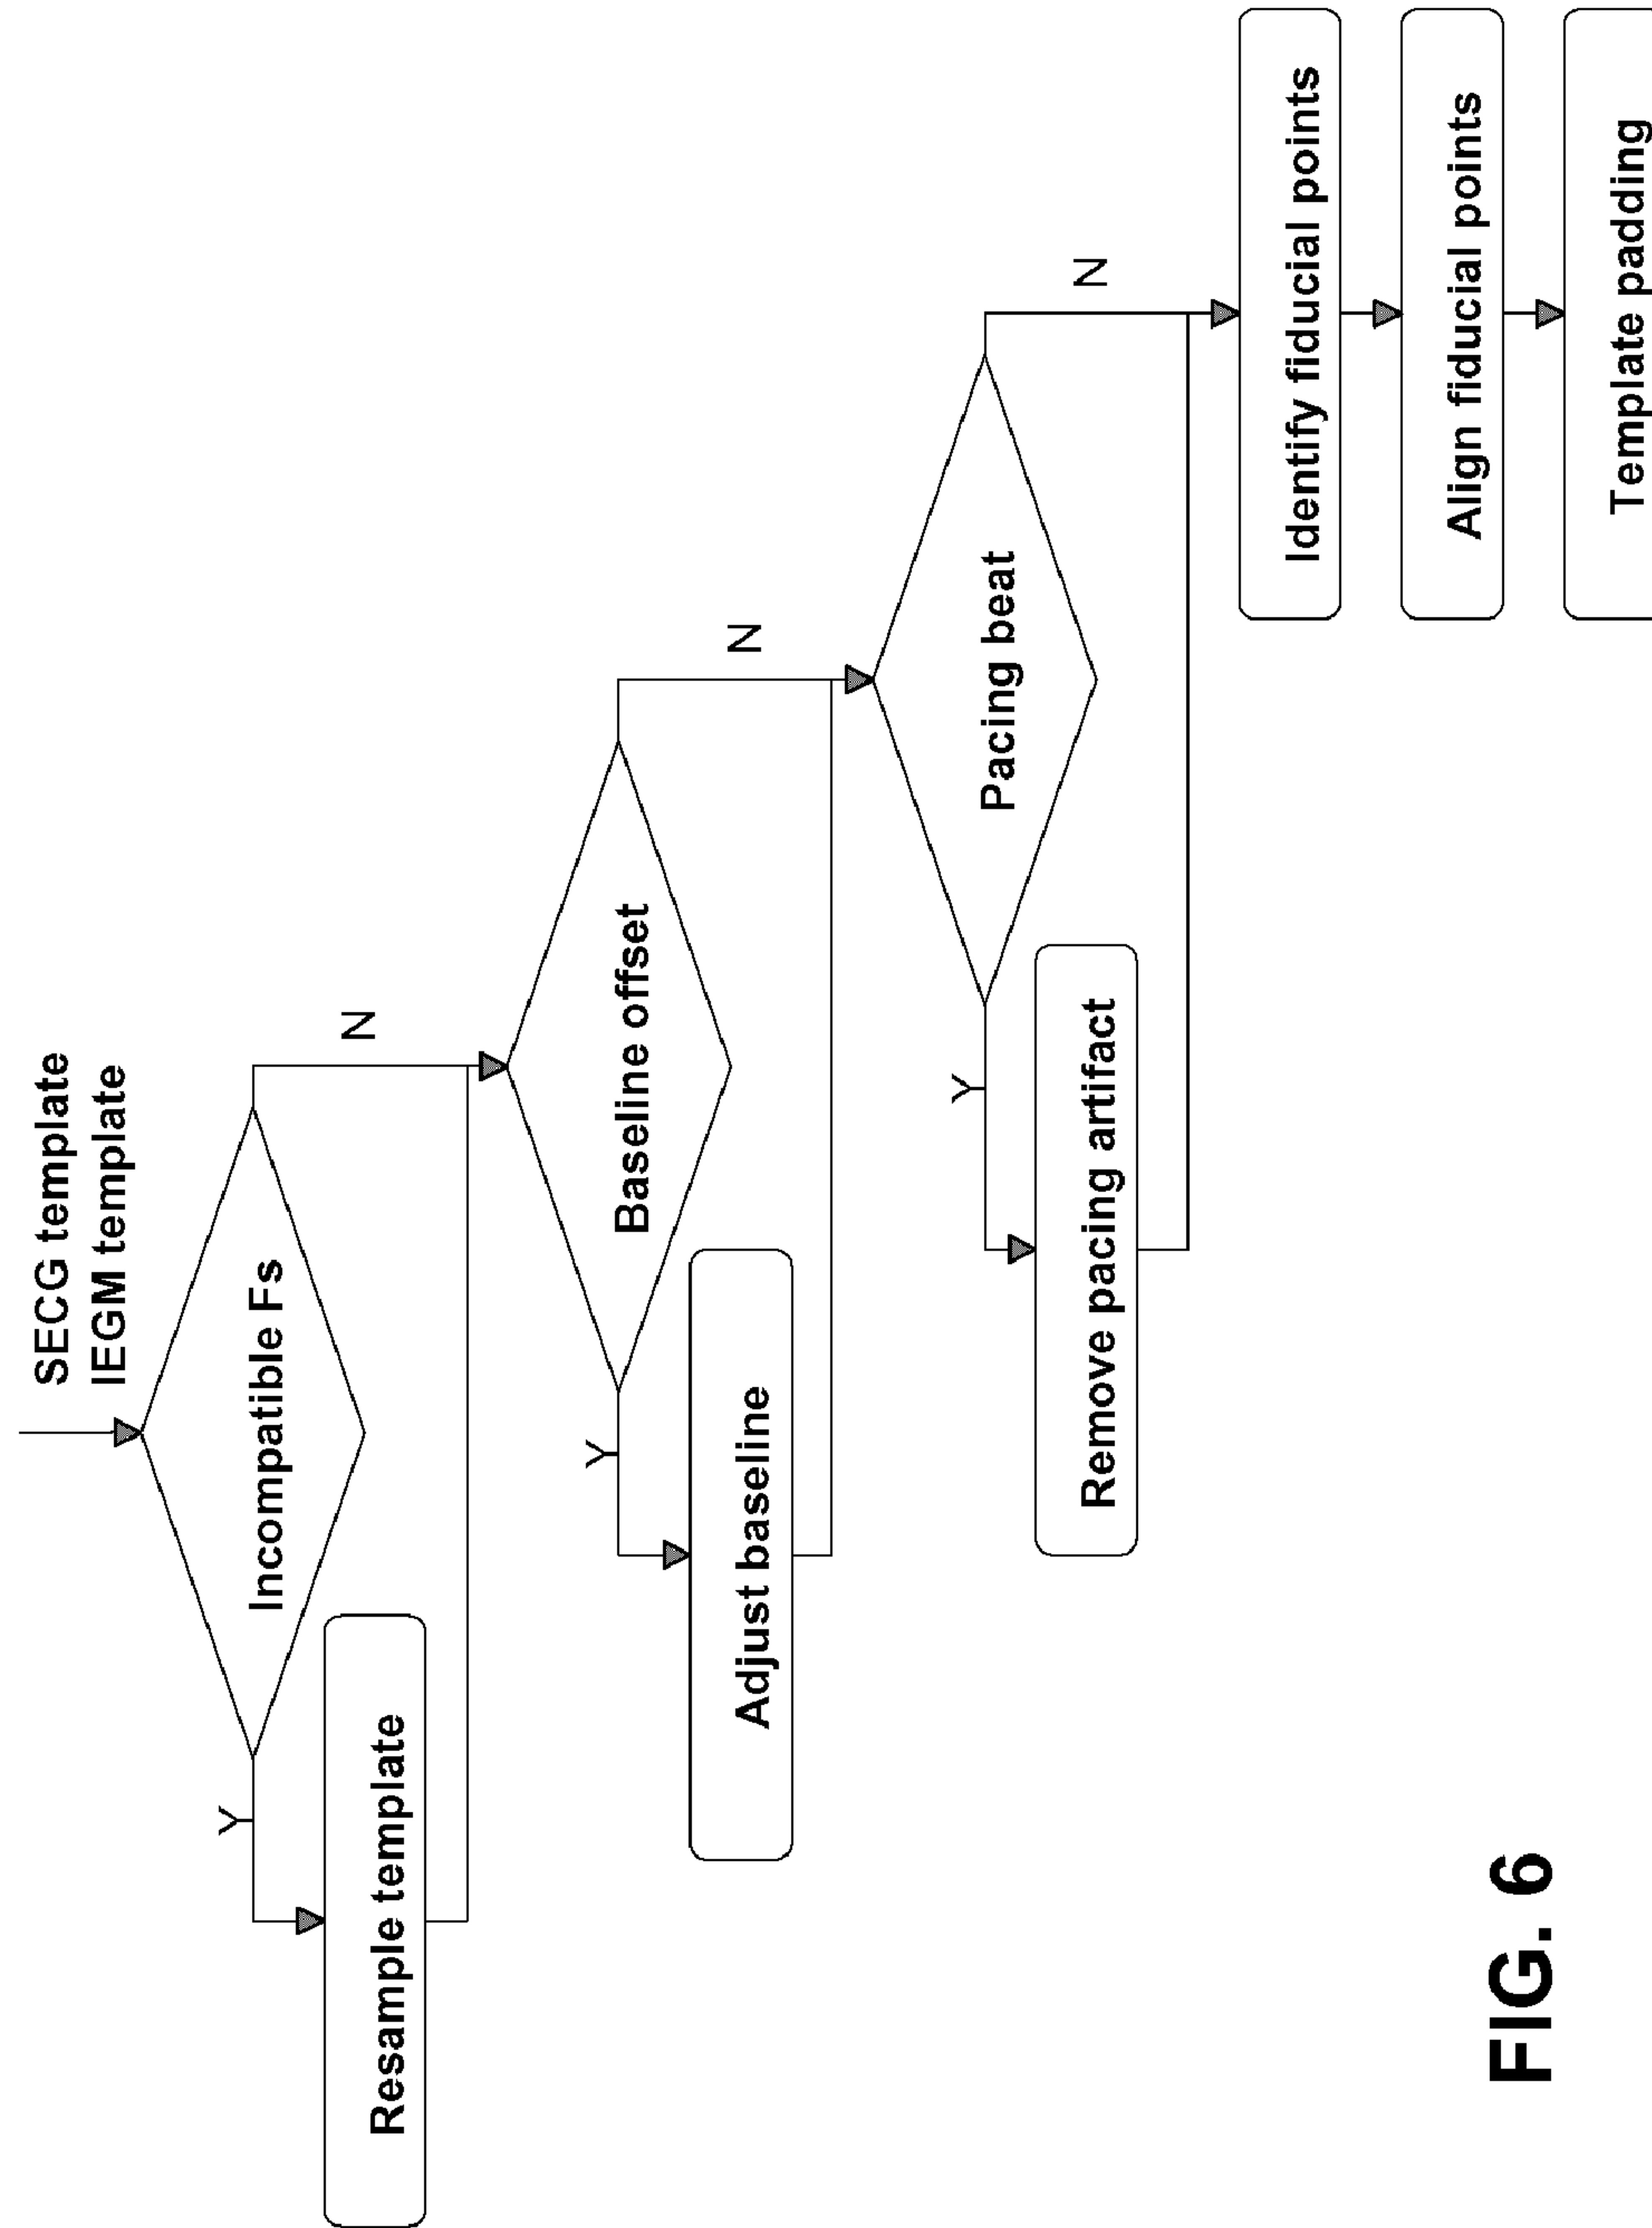 SECG template
IEGM template
Incompatible Fs
Y
N
Resample template
Baseline offset
Y
N
Adjust baseline
Pacing beat
Y
N
Remove pacing artifact
Identify fiducial points
Align fiducial points
Template padding
FIG. 6